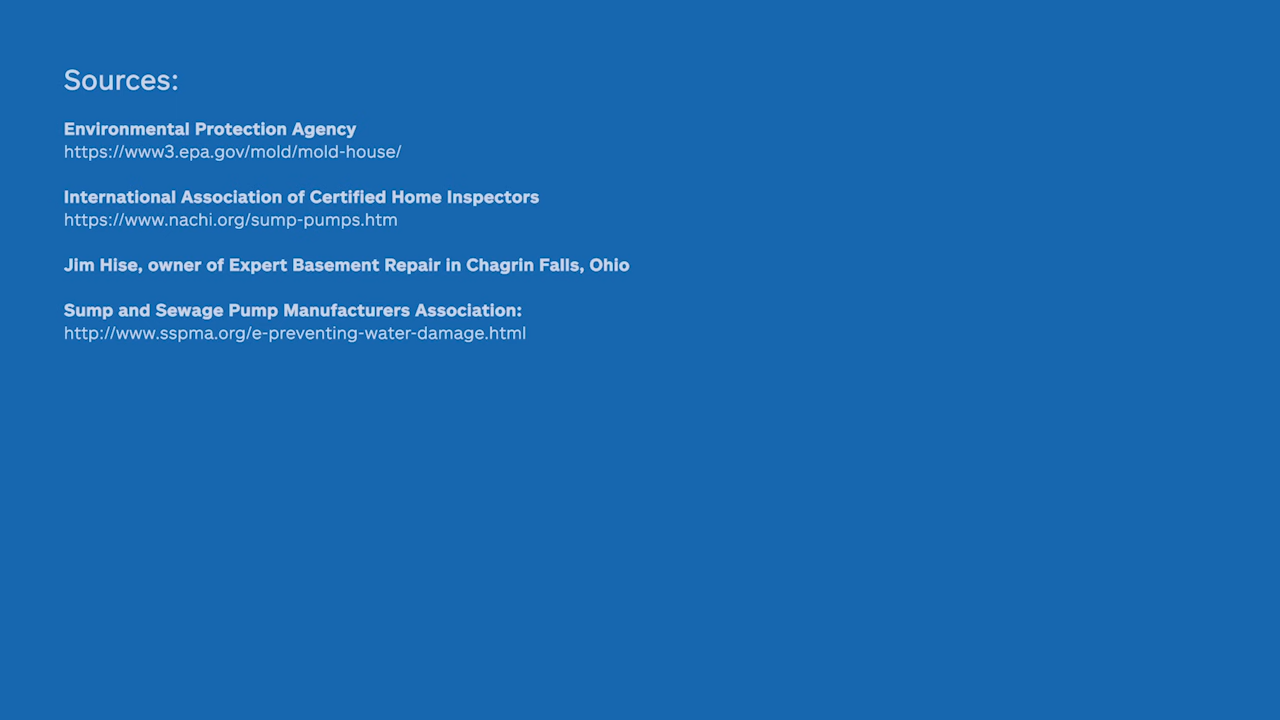 Sources:
Environmental Protection Agency
https://www3.epa.gov/mold/mold-house/
International Association of Certified Home Inspectors
https://www.nachi.org/sump-pumps.htm
Jim Hise, owner of Expert Basement Repair in Chagrin Falls, Ohio
Sump and Sewage Pump Manufacturers Association:
http://www.sspma.org/e-preventing-water-damage.html